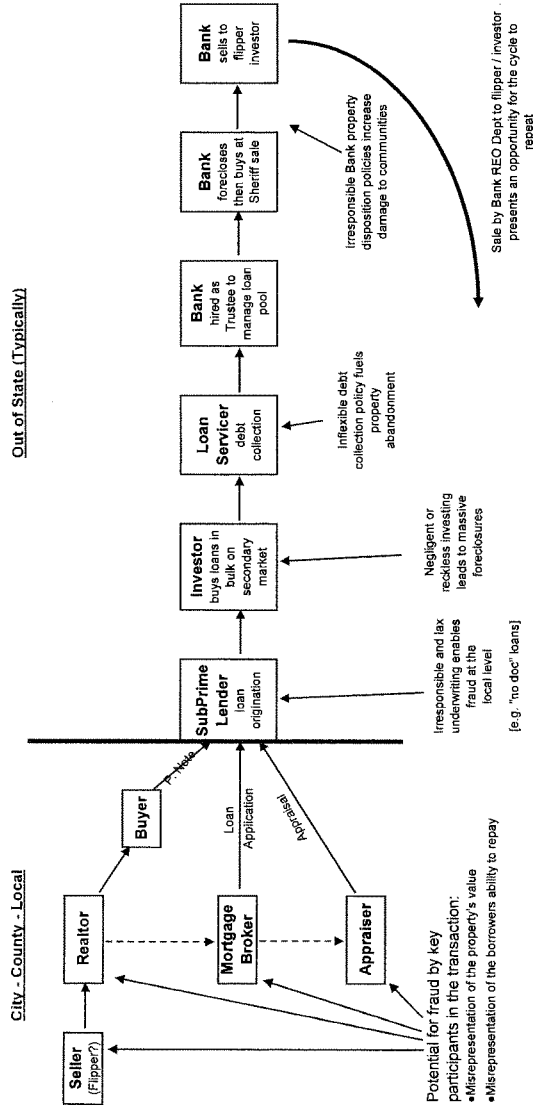 City - County - Local
Out of State (Typically)
Seller
(Flipper?)
Realtor
Buyer
P. Note
Mortgage
Broker
Loan
Application
Appraiser
Appraisal
SubPrime
Lender
loan
origination
Investor
buys loans in
bulk on
secondary
market
Loan
Servicer
debt
collection
Bank
hired as
Trustee to
manage loan
pool
Bank
forecloses
then buys at
Sheriff sale
Bank
sells to
flipper
investor
Potential for fraud by key
participants in the transaction:
●Misrepresentation of the property's value
●Misrepresentation of the borrowers ability to repay
Irresponsible and lax
underwriting enables
fraud at the
local level
[e.g. "no doc" loans]
Negligent or
reckless investing
leads to massive
foreclosures
Inflexible debt
collection policy fuels
property
abandonment
Irresponsible Bank property
disposition policies increase
damage to communities
Sale by Bank REO Dept to flipper / investor
presents an opportunity for the cycle to
repeat